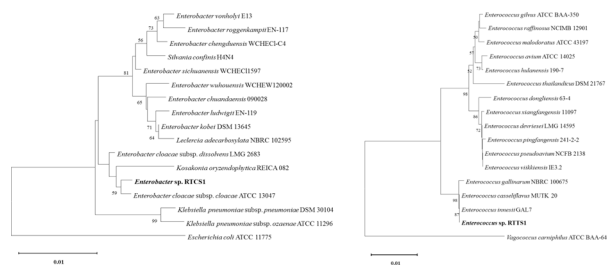 Enterobacter vonholyi E13
63
73
Enterobacter roggenkampii EN-117
56
Enterobacter chengduensis WCHECl-C4
Silvania confinis H4N4
81
Enterobacter sichuanensis WCHECl1597
Enterobacter wuhouensis WCHEW120002
65
Enterobacter chuandaensis 090028
Enterobacter ludwigii EN-119
71
Enterobacter kobei DSM 13645
64
Leclercia adecarboxylata NBRC 102595
Enterobacter cloacae subsp. dissolvens LMG 2683
Kosakonia oryzendophytica REICA 082
Enterobacter sp. RTCS1
59
Enterobacter cloacae subsp. cloacae ATCC 13047
Klebsiella pneumoniae subsp. pneumoniae DSM 30104
99
Klebsiella pneumoniae subsp. ozaenae ATCC 11296
Escherichia coli ATCC 11775
0.01
Enterococcus gilvus ATCC BAA-350
Enterococcus raffinosus NCIMB 12901
Enterococcus malodoratus ATCC 43197
57
Enterococcus avium ATCC 14025
52
73
Enterococcus hulanensis 190-7
Enterococcus thailandicus DSM 21767
98
Enterococcus dongliensis 63-4
Enterococcus xiangfangensis 11097
Enterococcus devriesei LMG 14595
72
Enterococcus pingfangensis 241-2-2
Enterococcus pseudoavium NCFB 2138
Enterococcus viikkiensis IE3.2
Enterococcus gallinarum NBRC 100675
98
Enterococcus casseliflavus MUTK 20
Enterococcus innesii GAL7
87
Enterococcus sp. RTTS1
Vagococcus carniphilus ATCC BAA-64
0.01